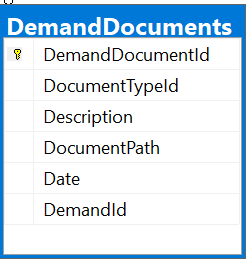 DemandDocuments
DemandDocumentId
DocumentTypeId
Description
DocumentPath
Date
DemandId